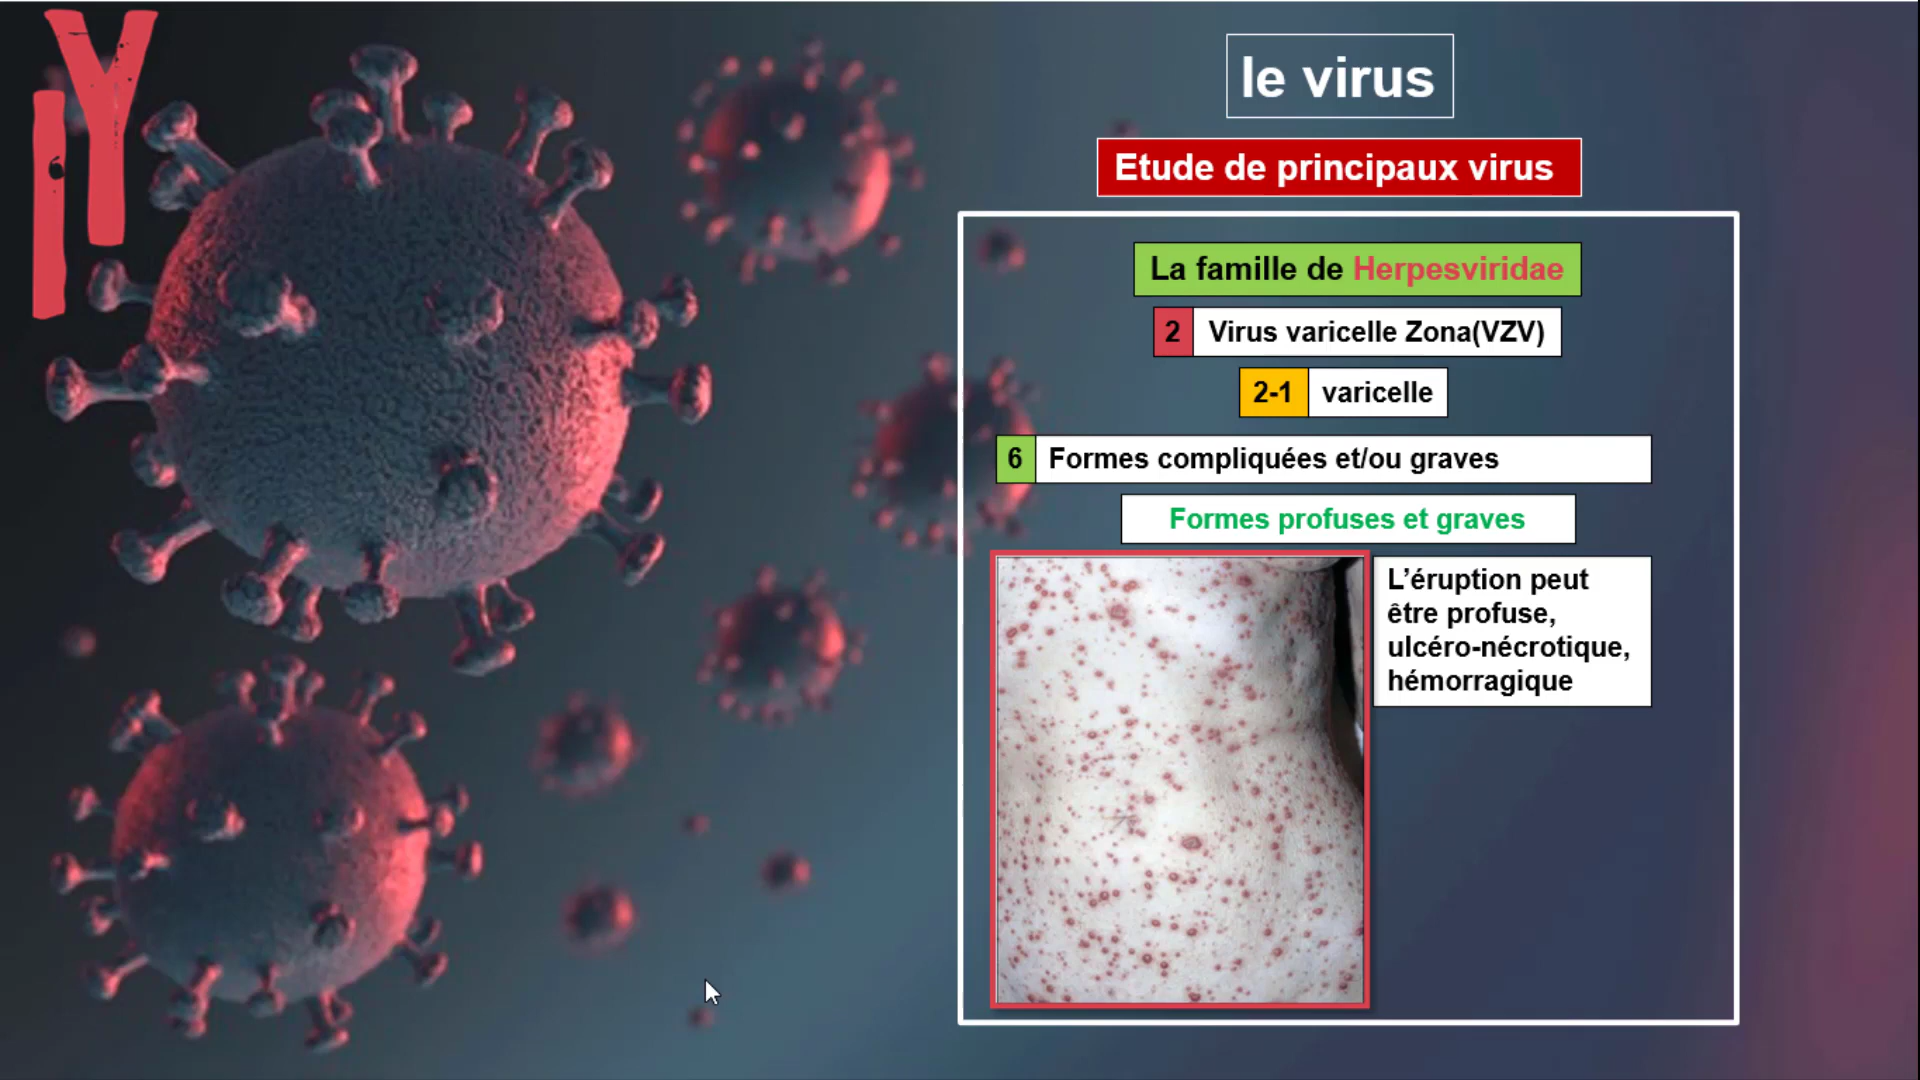 le virus
Etude de principaux virus
La famille de Herpesviridae
2 Virus varicelle Zona(VZV)
2-1 varicelle
6 Formes compliquées et/ou graves
Formes profuses et graves
L’éruption peut
être profuse,
ulcéro-nécrotique,
hémorragique